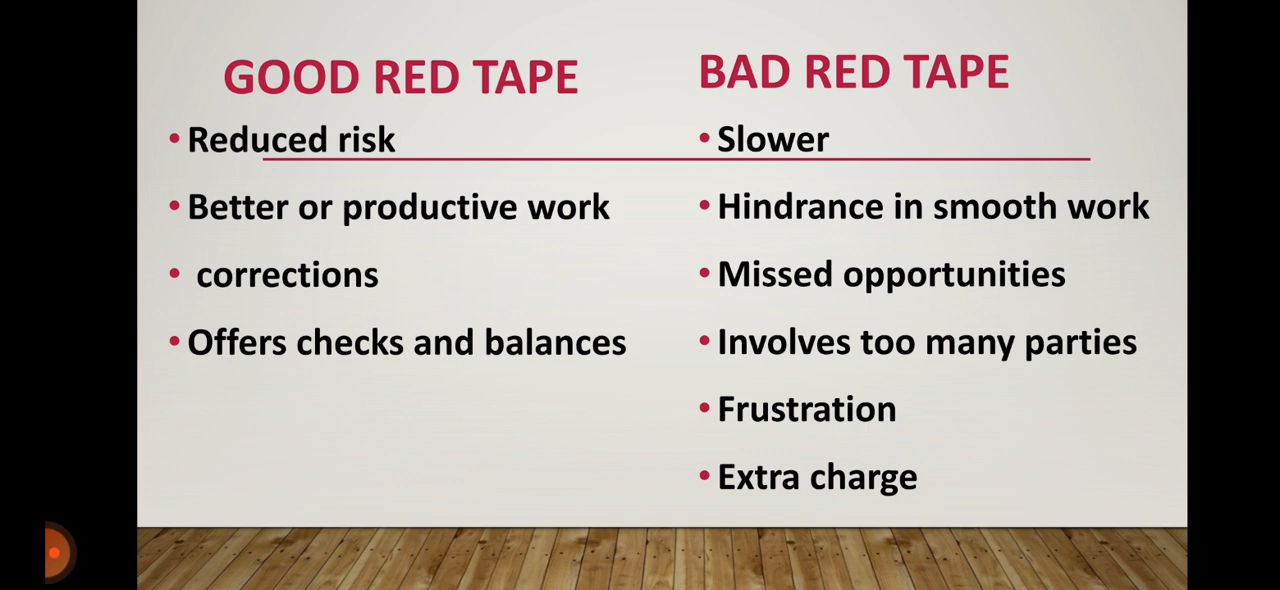 GOOD RED TAPE
• Reduced risk
• Better or productive work
• corrections
• Offers checks and balances
BAD RED TAPE
• Slower
• Hindrance in smooth work
• Missed opportunities
• Involves too many parties
• Frustration
• Extra charge